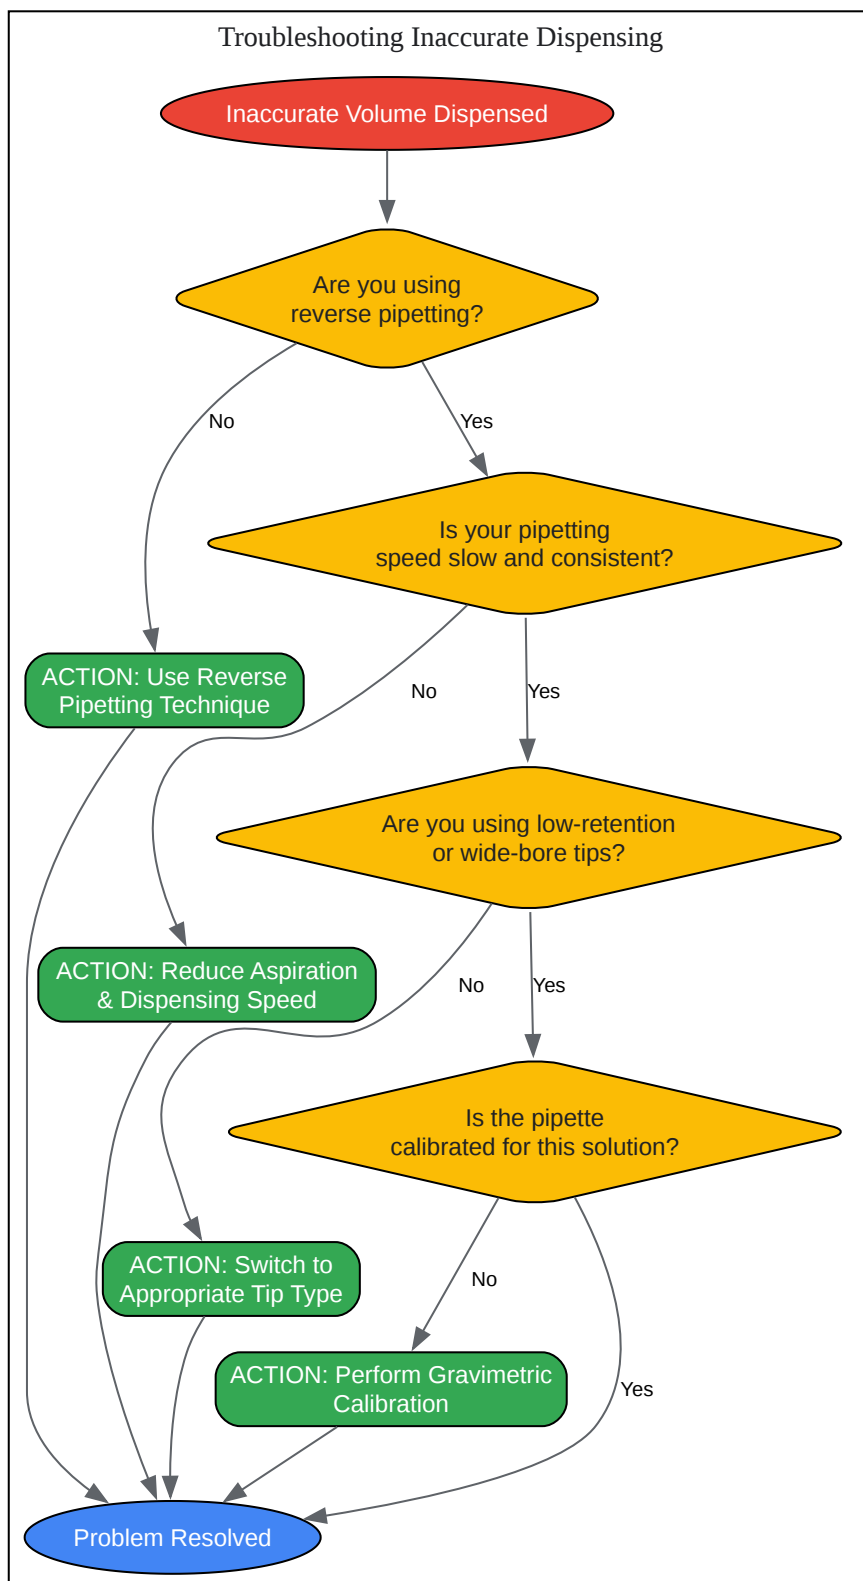 Troubleshooting Inaccurate Dispensing
Inaccurate Volume Dispensed
Are you using
reverse pipetting?
No
Yes
Is your pipetting
speed slow and consistent?
ACTION: Use Reverse
Pipetting Technique
No
Yes
Are you using low-retention
or wide-bore tips?
ACTION: Reduce Aspiration
& Dispensing Speed
No
Yes
Is the pipette
calibrated for this solution?
ACTION: Switch to
Appropriate Tip Type
No
ACTION: Perform Gravimetric
Calibration
Yes
Problem Resolved